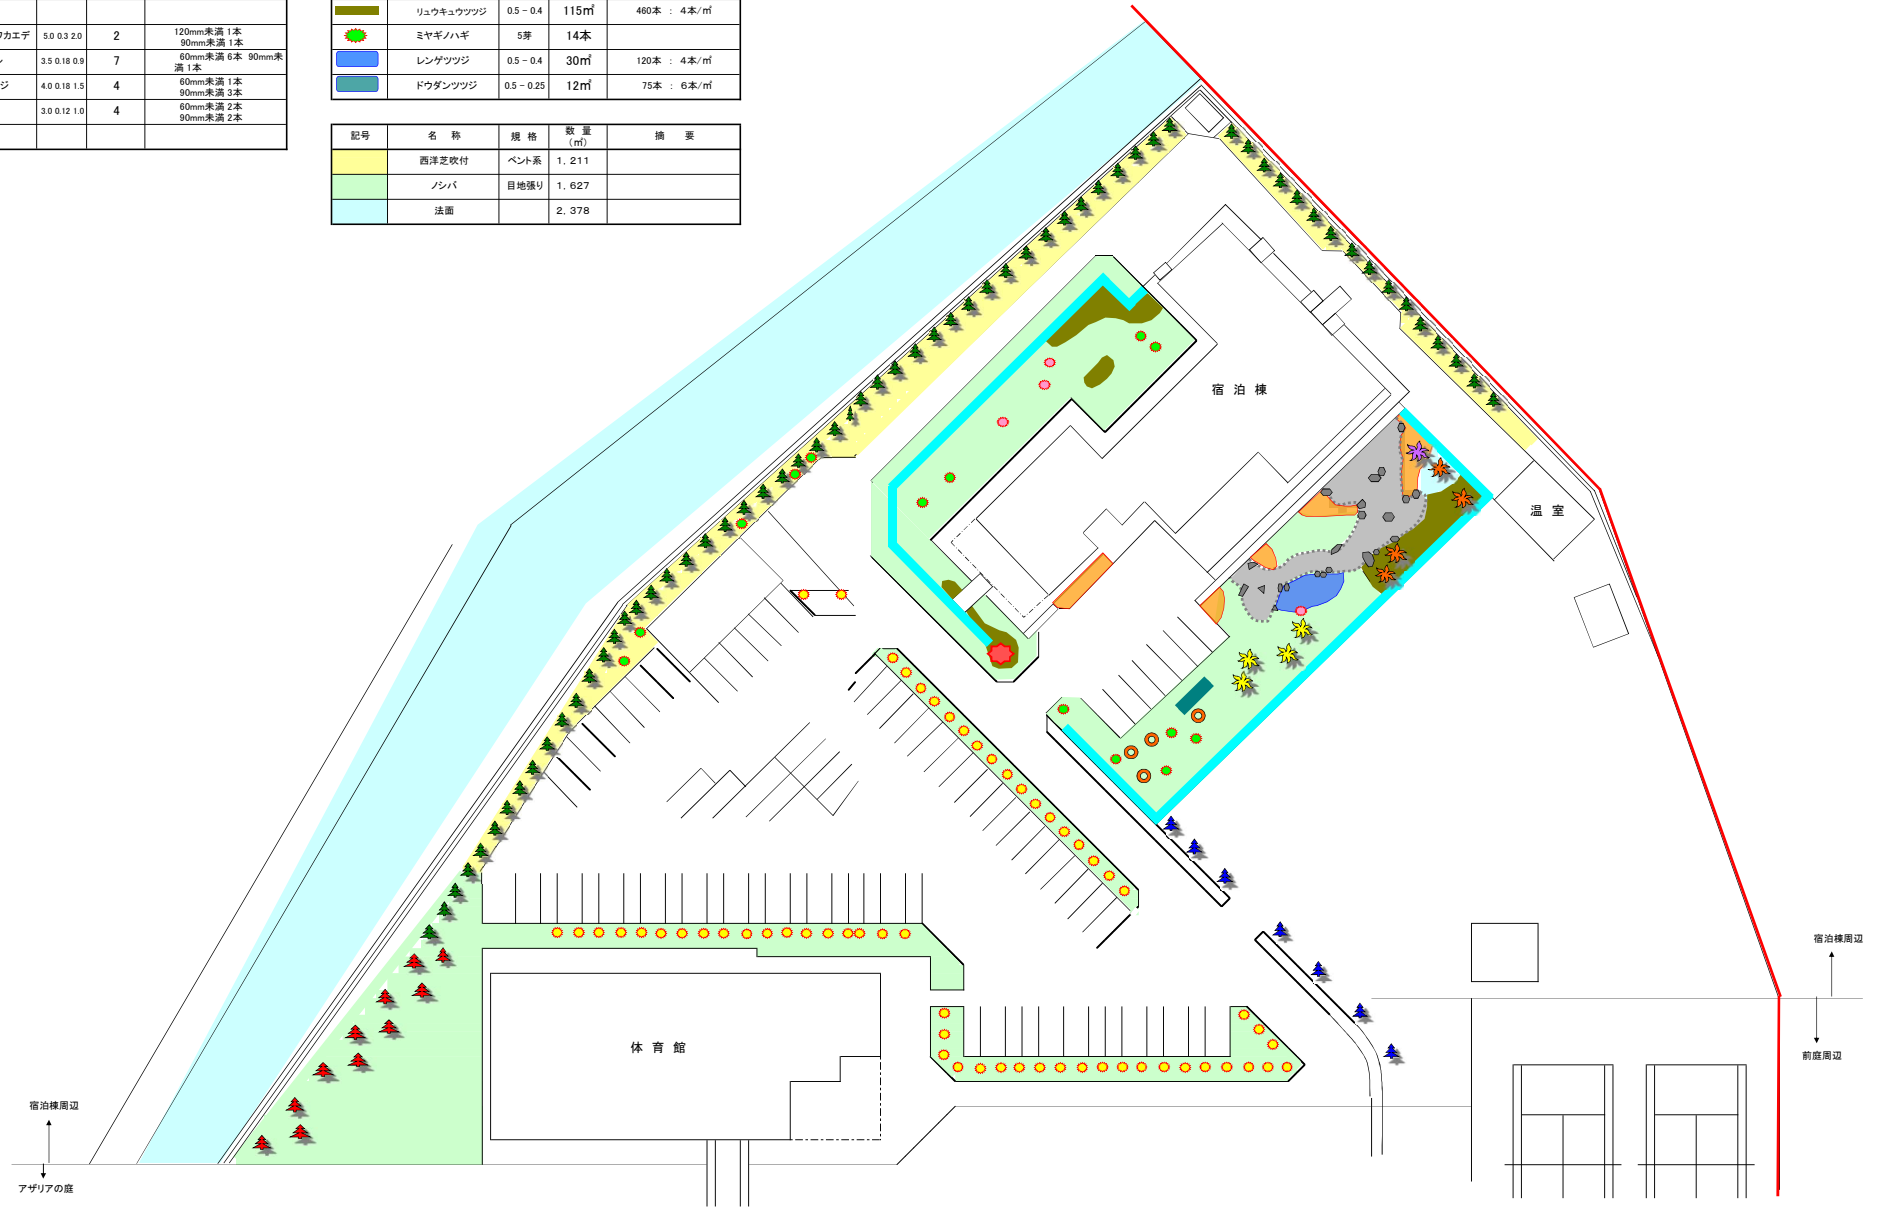 カエデ 5.0 0.3 2.0 2 120mm未満 1本
90mm未満 1本
3.5 0.18 0.9 7 60mm未満 6本 90mm未
満 1本
ジ 4.0 0.18 1.5 4 60mm未満 1本
90mm未満 3本
3.0 0.12 1.0 4 60mm未満 2本
90mm未満 2本
リュウキュウツツジ 0.5－0.4 115㎡ 460本 : 4本/㎡
ミヤギノハギ 5芽 14本
レンゲツツジ 0.5－0.4 30㎡ 120本 : 4本/㎡
ドウダンツツジ 0.5－0.25 12㎡ 75本 : 6本/㎡
記号 名 称 規 格 数 量 摘 要
(㎡)
西洋芝吹付 ベント系 1,211
ノシバ 目地張り 1,627
法面 2,378
宿 泊 棟
温 室
宿泊棟周辺
前庭周辺
体 育 館
宿泊棟周辺
アザリアの庭